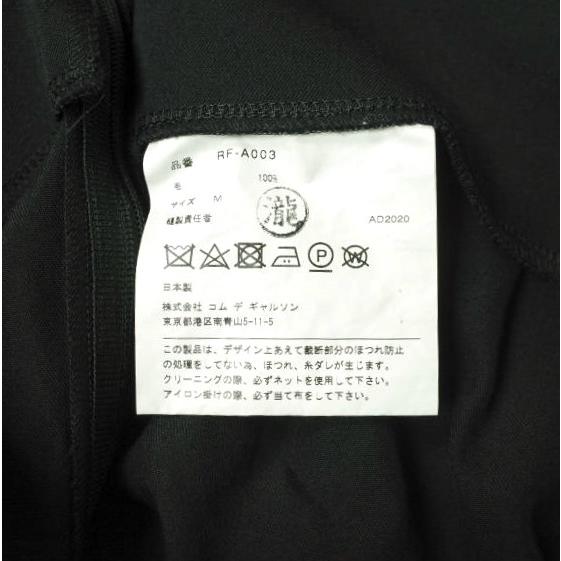 品番 RF-A003
毛 100%
サイズ M
縫製責任者 瀧 AD2020
日本製
株式会社 コム デ ギャルソン
東京都港区南青山5-11-5
この製品は、デザイン上あえて裁断部分のほつれ防止
の処理をしてない為、ほつれ、糸ダレが生じます。
クリーニングの際、必ずネットを使用して下さい。
アイロン掛けの際、必ず当て布をして下さい。